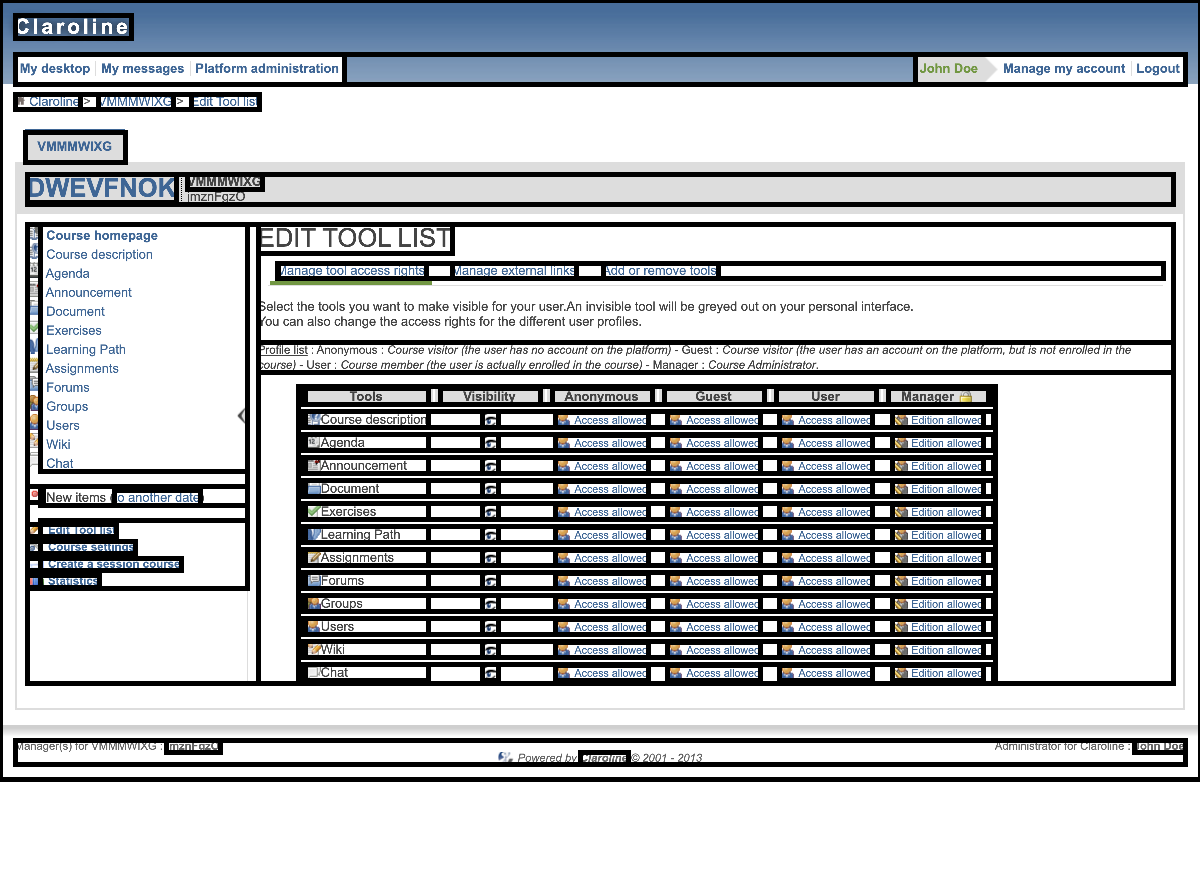 Claroline
My desktop My messages Platform administration John Doe Manage my account Logout
Claroline > VMMMWIXG > Edit Tool list
VMMMWIXG
DWEVFNOK VMMMWIXG
jmznFgzO
Course homepage
Course description
Agenda
Announcement
Document
Exercises
Learning Path
Assignments
Forums
Groups
Users
Wiki
Chat
New items (to another date)
Edit Tool list
Course settings
Create a session course
Statistics
EDIT TOOL LIST
Manage tool access rights Manage external links Add or remove tools
Select the tools you want to make visible for your user.An invisible tool will be greyed out on your personal interface.
You can also change the access rights for the different user profiles.
Profile list : Anonymous : Course visitor (the user has no account on the platform) - Guest : Course visitor (the user has an account on the platform, but is not enrolled in the
course) - User : Course member (the user is actually enrolled in the course) - Manager : Course Administrator.
Tools Visibility Anonymous Guest User Manager
Course description Access allowed Access allowed Access allowed Edition allowed
Agenda Access allowed Access allowed Access allowed Edition allowed
Announcement Access allowed Access allowed Access allowed Edition allowed
Document Access allowed Access allowed Access allowed Edition allowed
Exercises Access allowed Access allowed Access allowed Edition allowed
Learning Path Access allowed Access allowed Access allowed Edition allowed
Assignments Access allowed Access allowed Access allowed Edition allowed
Forums Access allowed Access allowed Access allowed Edition allowed
Groups Access allowed Access allowed Access allowed Edition allowed
Users Access allowed Access allowed Access allowed Edition allowed
Wiki Access allowed Access allowed Access allowed Edition allowed
Chat Access allowed Access allowed Access allowed Edition allowed
Manager(s) for VMMMWIXG : jmznFgzO
Administrator for Claroline : John Doe
Powered by Claroline © 2001 - 2013